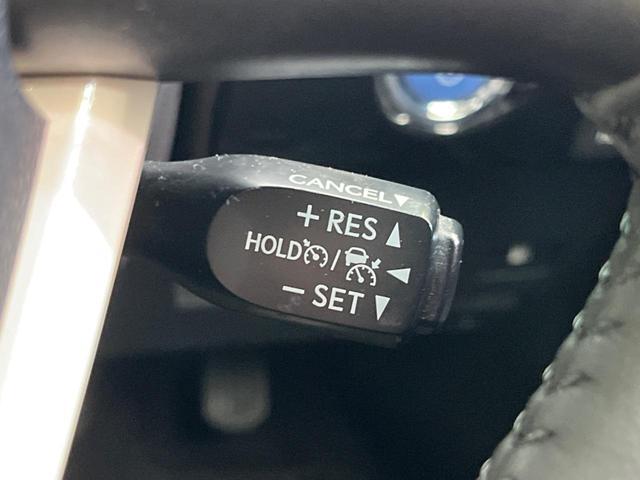 CANCEL▼
+ RES ▲
HOLD / ◀
− SET ▼